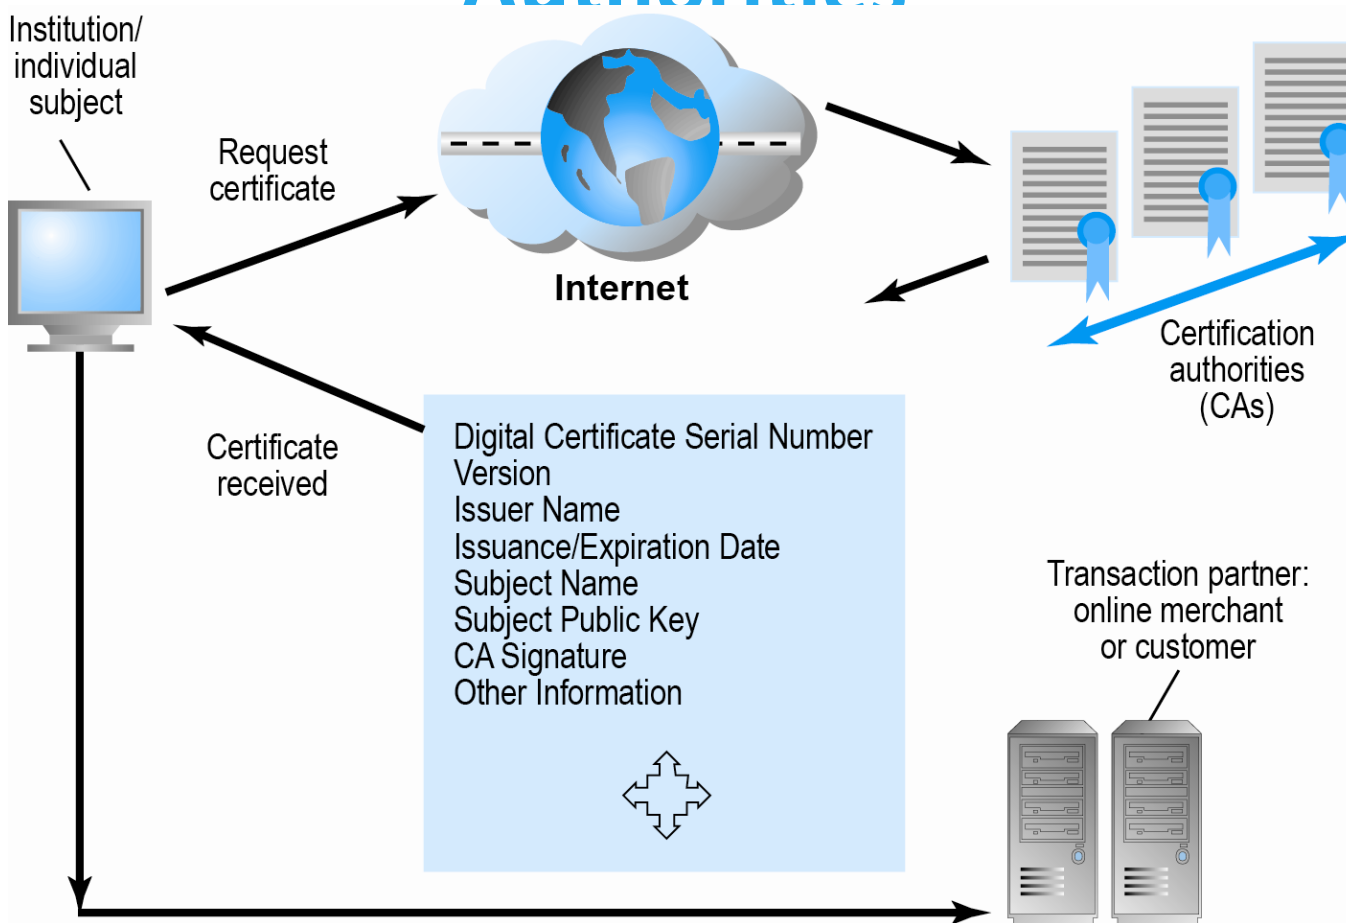 Authorities
Institution/
individual
subject
Request
certificate
Internet
Certification
authorities
(CAs)
Certificate
received
Digital Certificate Serial Number
Version
Issuer Name
Issuance/Expiration Date
Subject Name
Subject Public Key
CA Signature
Other Information
Transaction partner:
online merchant
or customer